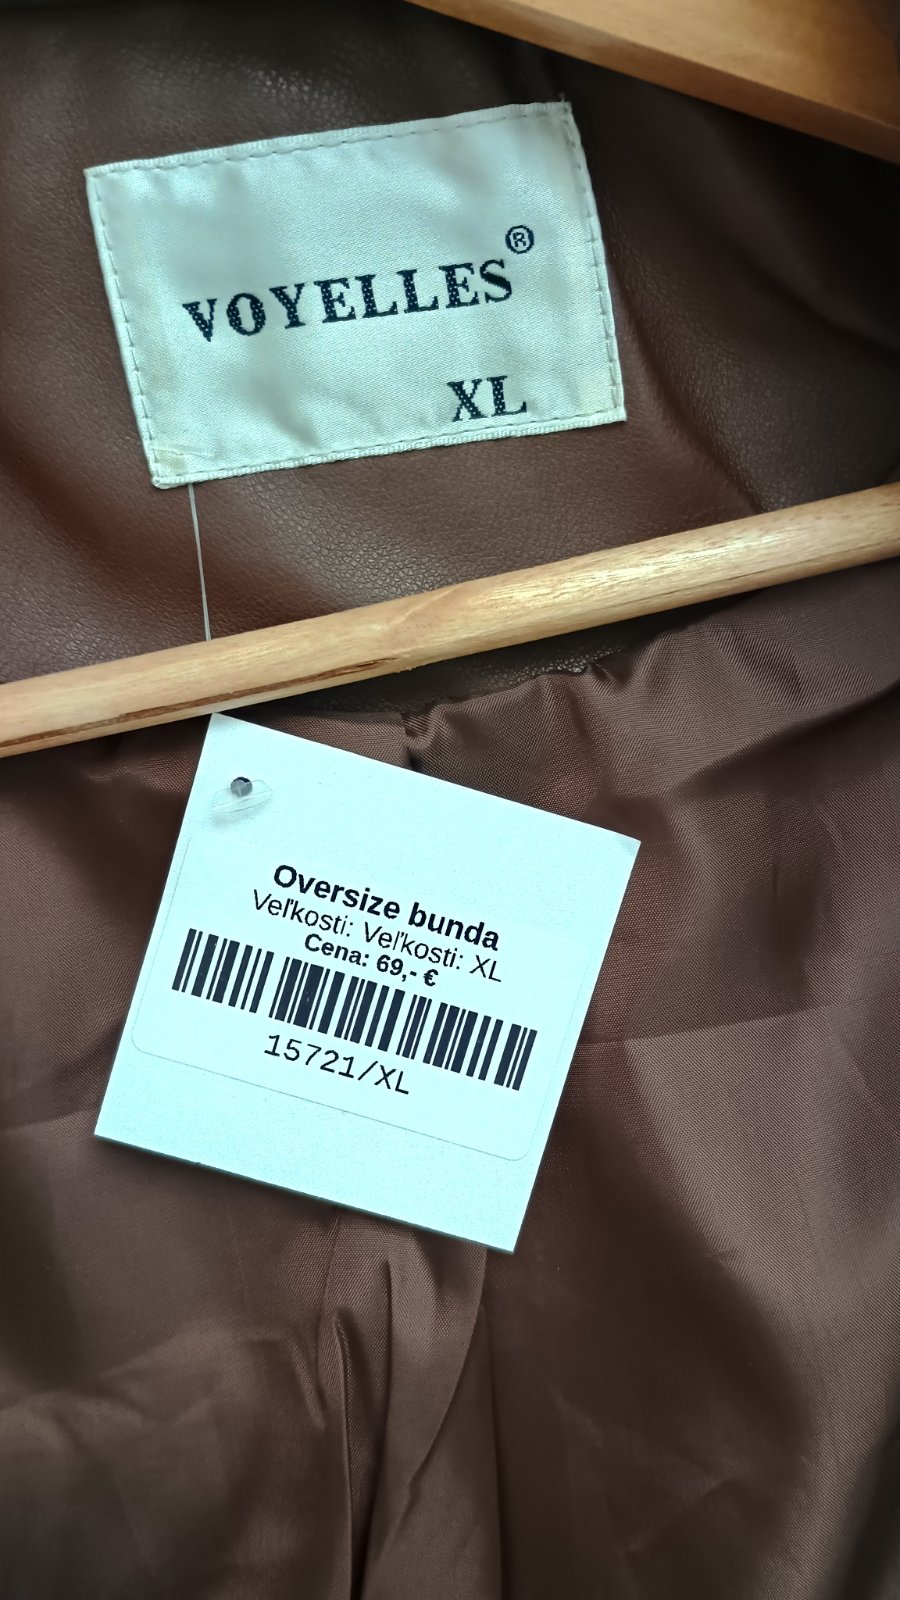 VOYELLES®
XL
Oversize bunda
Veľkosti: Veľkosti: XL
Cena: 69,- €
15721/XL